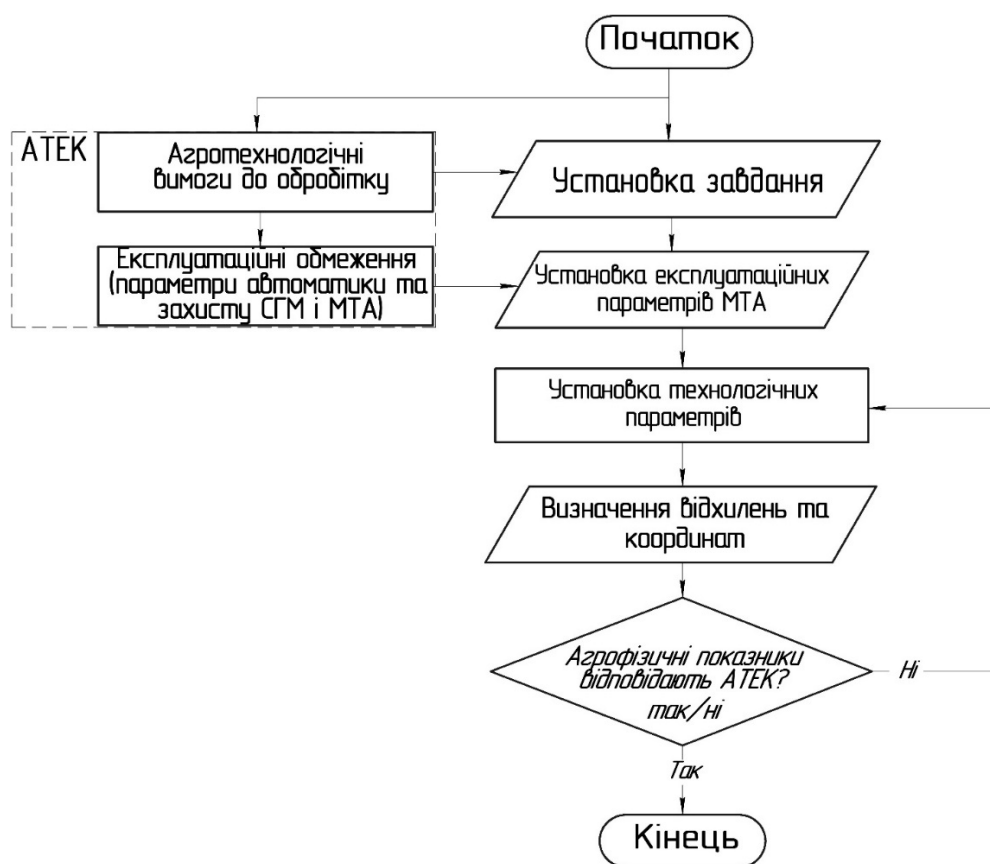 Початок
АТЕК
Агротехнологічні
вимоги до обробітку
Установка завдання
Експлуатаційні обмеження
(параметри автоматики та
захисту СГМ і МТА)
Установка експлуатаційних
параметрів МТА
Установка технологічних
параметрів
Визначення відхилень та
координат
Агрофізичні показники
відповідають АТЕК?
так/ні
Ні
Так
Кінець